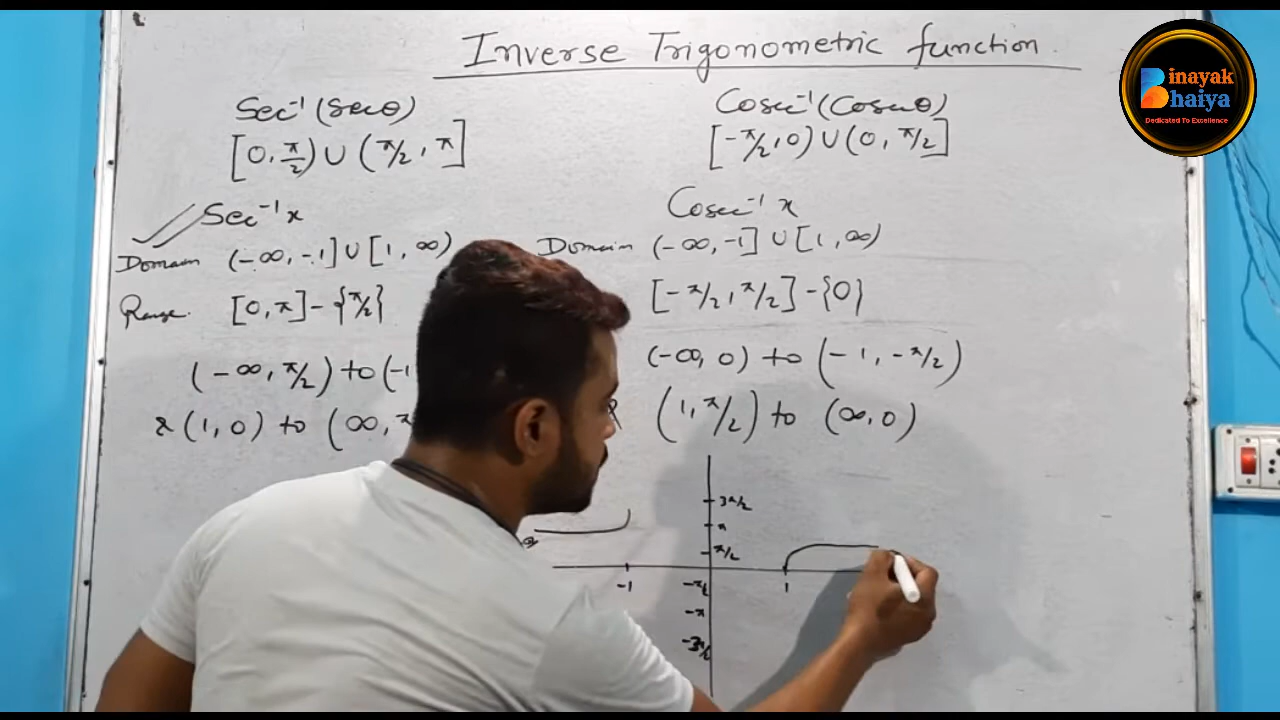 Inverse Trigonometric function
Binayak
Bhaiya
Dedicated To Excellence
Sec⁻¹(Secθ)
[0, π/2) ∪ (π/2, π]
Sec⁻¹x
Domain (-∞, -1] ∪ [1, ∞)
Range [0, π] - {π/2}
(-∞, π/2) to (-1
& (1, 0) to (∞, π
Cosec⁻¹(Cosecθ)
[-π/2, 0) ∪ (0, π/2]
Cosec⁻¹ x
Domain (-∞, -1] ∪ [1, ∞)
[-π/2, π/2] - {0}
(-∞, 0) to (-1, -π/2)
& (1, π/2) to (∞, 0)
3π/2
π
π/2
-1
1
-π/2
-π
-3π/2